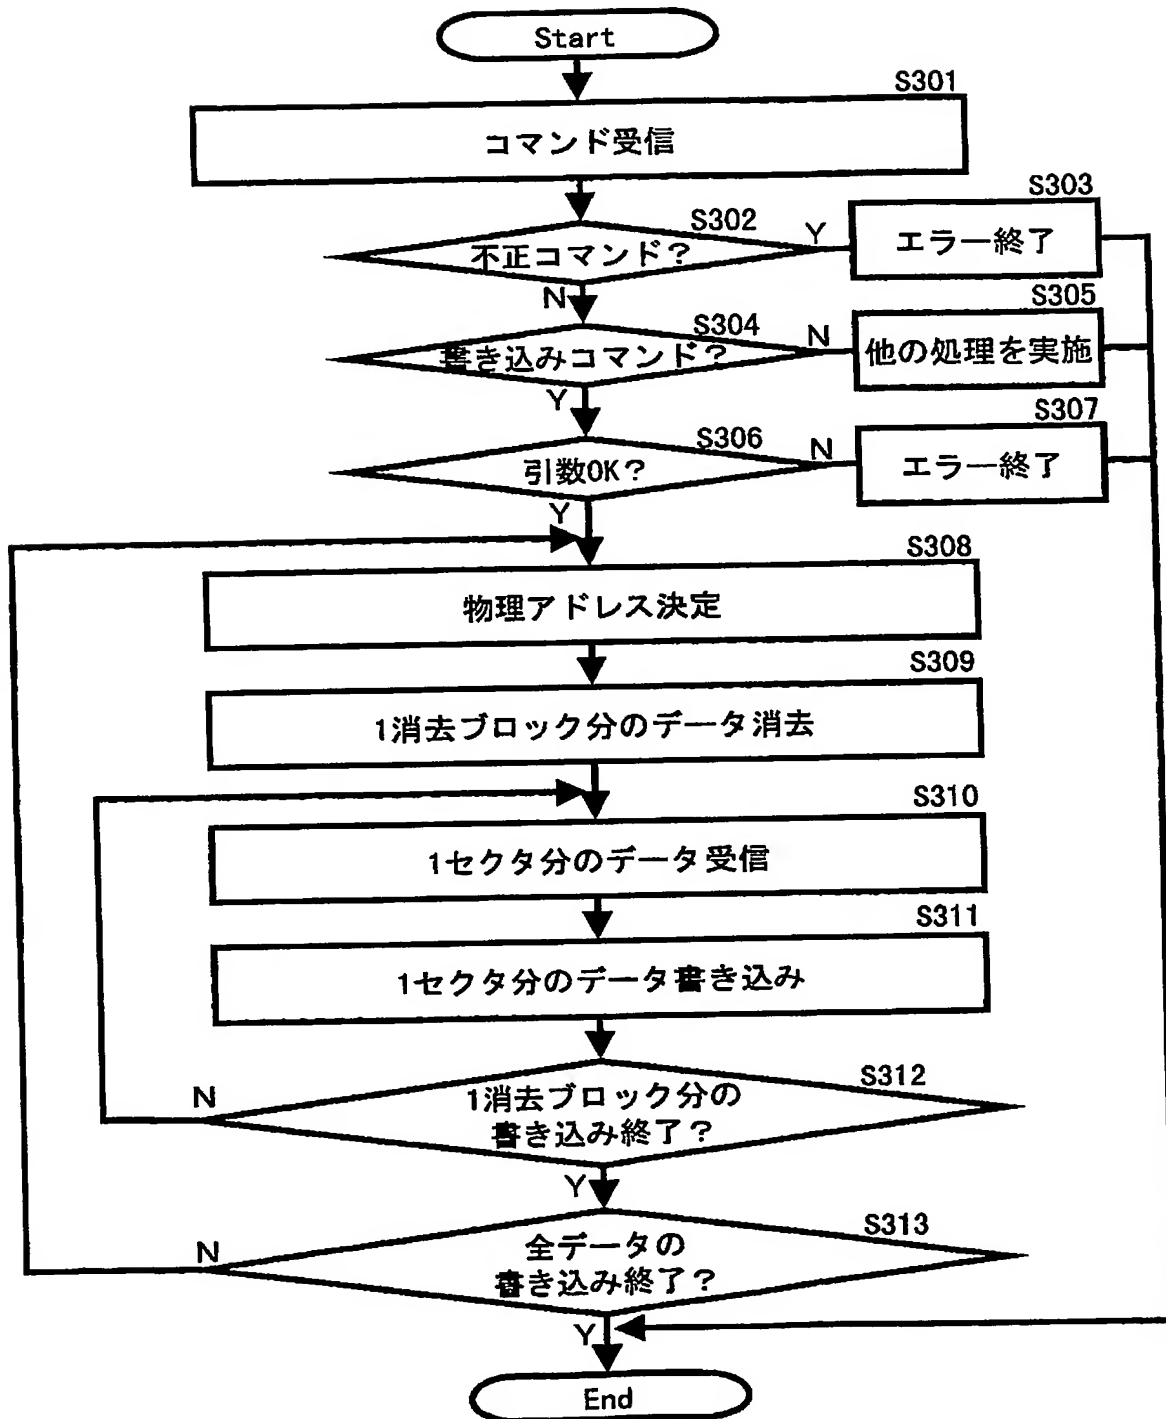 Start
S301
コマンド受信
S302
不正コマンド？
Y
S303
エラー終了
N
S304
書き込みコマンド？
N
S305
他の処理を実施
Y
S306
引数OK？
N
S307
エラー終了
Y
S308
物理アドレス決定
S309
1消去ブロック分のデータ消去
S310
1セクタ分のデータ受信
S311
1セクタ分のデータ書き込み
S312
1消去ブロック分の
書き込み終了？
N
Y
S313
全データの
書き込み終了？
N
Y
End